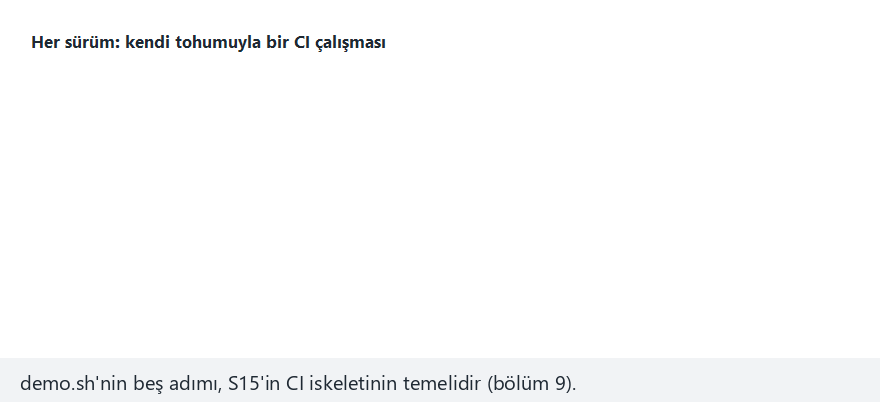 Her sürüm: kendi tohumuyla bir CI çalışması
demo.sh'nin beş adımı, S15'in CI iskeletinin temelidir (bölüm 9).